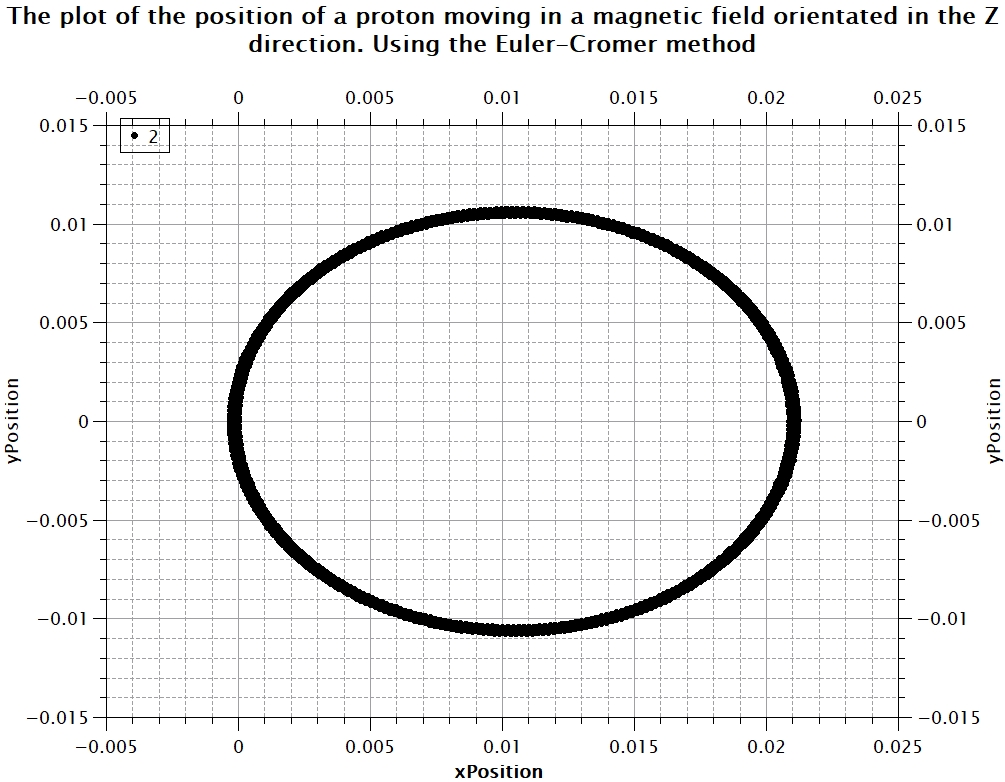 The plot of the position of a proton moving in a magnetic field orientated in the Z
direction. Using the Euler−Cromer method
−0.005 0 0.005 0.01 0.015 0.02 0.025
2
0.015 0.015
0.01 0.01
0.005 0.005
0 0
−0.005 −0.005
−0.01 −0.01
−0.015 −0.015
yPosition yPosition
−0.005 0 0.005 0.01 0.015 0.02 0.025
xPosition